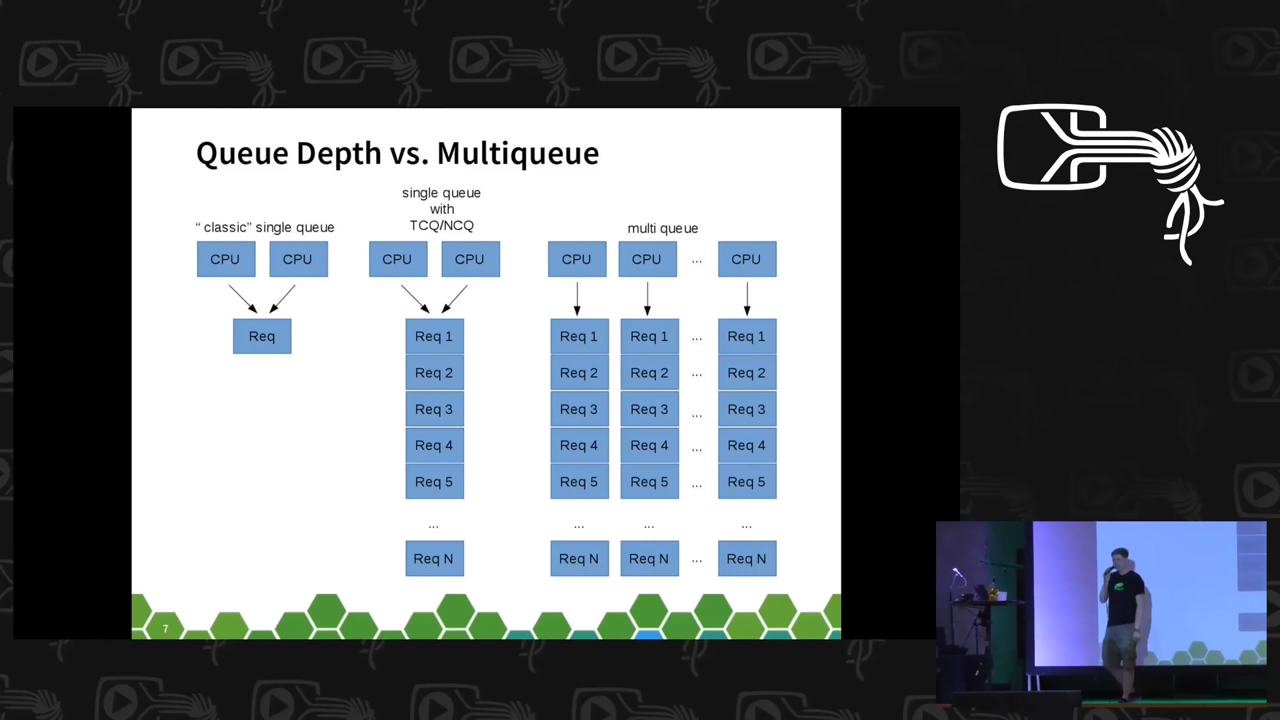 Queue Depth vs. Multiqueue
“ classic” single queue
single queue
with
TCQ/NCQ
multi queue
CPU CPU CPU CPU CPU CPU ... CPU
Req Req 1 Req 1 Req 1 ... Req 1
Req 2 Req 2 Req 2 ... Req 2
Req 3 Req 3 Req 3 ... Req 3
Req 4 Req 4 Req 4 ... Req 4
Req 5 Req 5 Req 5 ... Req 5
... ... ... ...
Req N Req N Req N ... Req N
7